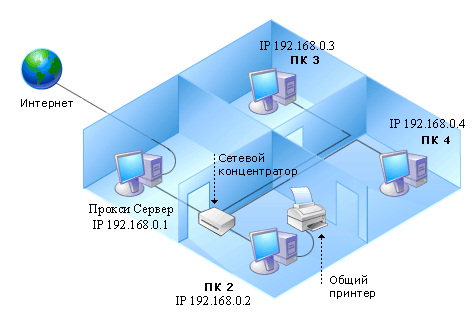 IP 192.168.0.3
ПК 3
Интернет
IP 192.168.0.4
ПК 4
Сетевой
концентратор
Прокси Сервер
IP 192.168.0.1
ПК 2
IP 192.168.0.2
Общий
принтер